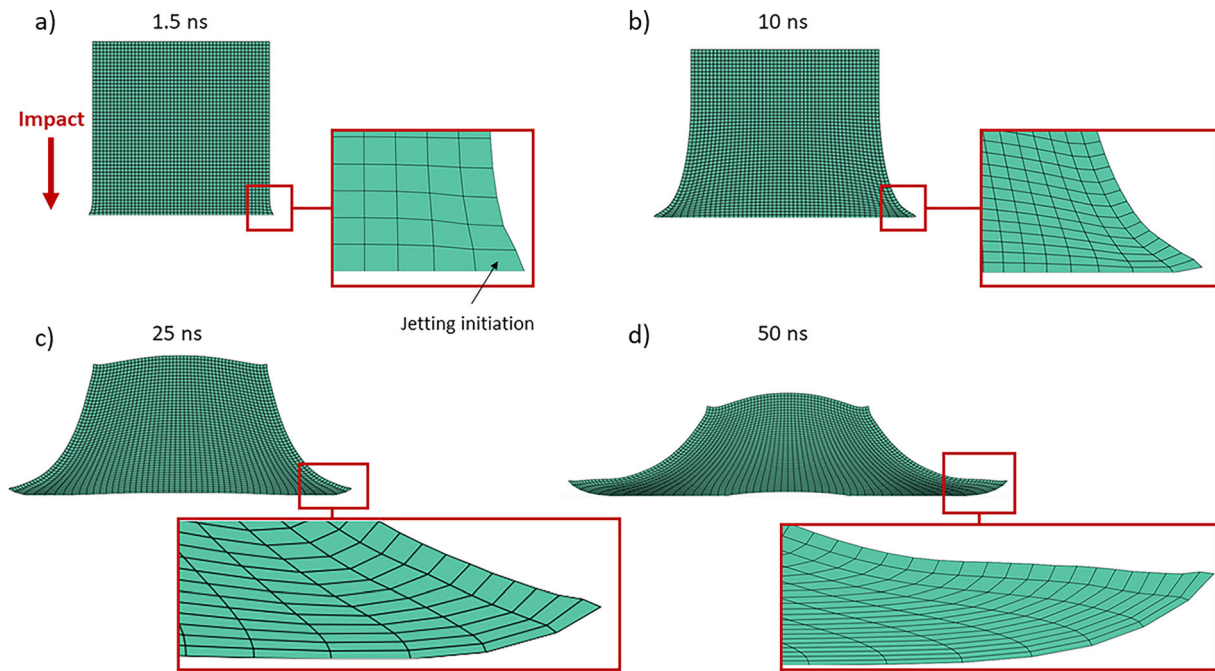 a)
1.5 ns
b)
10 ns
Impact
Jetting initiation
c)
25 ns
d)
50 ns